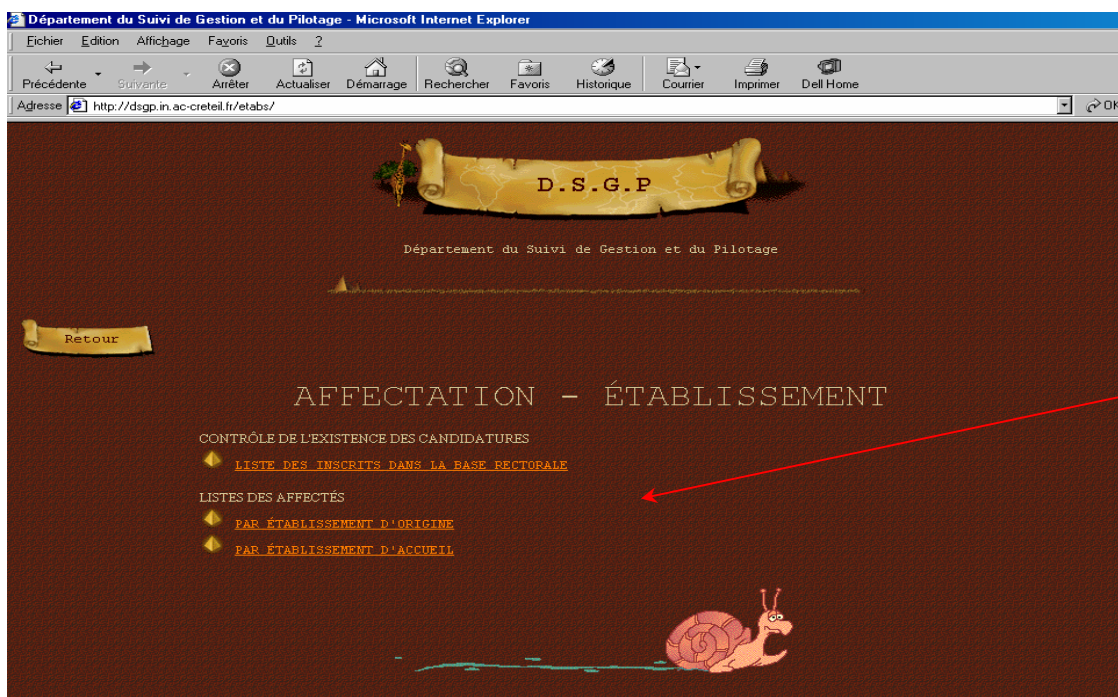 Département du Suivi de Gestion et du Pilotage - Microsoft Internet Explorer
Eichier Edition Affichage Favoris Outils ?
Précédente Suivante Arrêter Actualiser Démarrage Rechercher Favoris Historique Courrier Imprimer Dell Home
Adresse http://dsgp.in.ac-creteil.fr/etabs/ OK
D.S.G.P
Département du Suivi de Gestion et du Pilotage
Retour
AFFECTATION - ÉTABLISSEMENT
CONTRÔLE DE L'EXISTENCE DES CANDIDATURES
LISTE DES INSCRITS DANS LA BASE RECTORALE
LISTES DES AFFECTÉS
PAR ÉTABLISSEMENT D'ORIGINE
PAR ÉTABLISSEMENT D'ACCUEIL